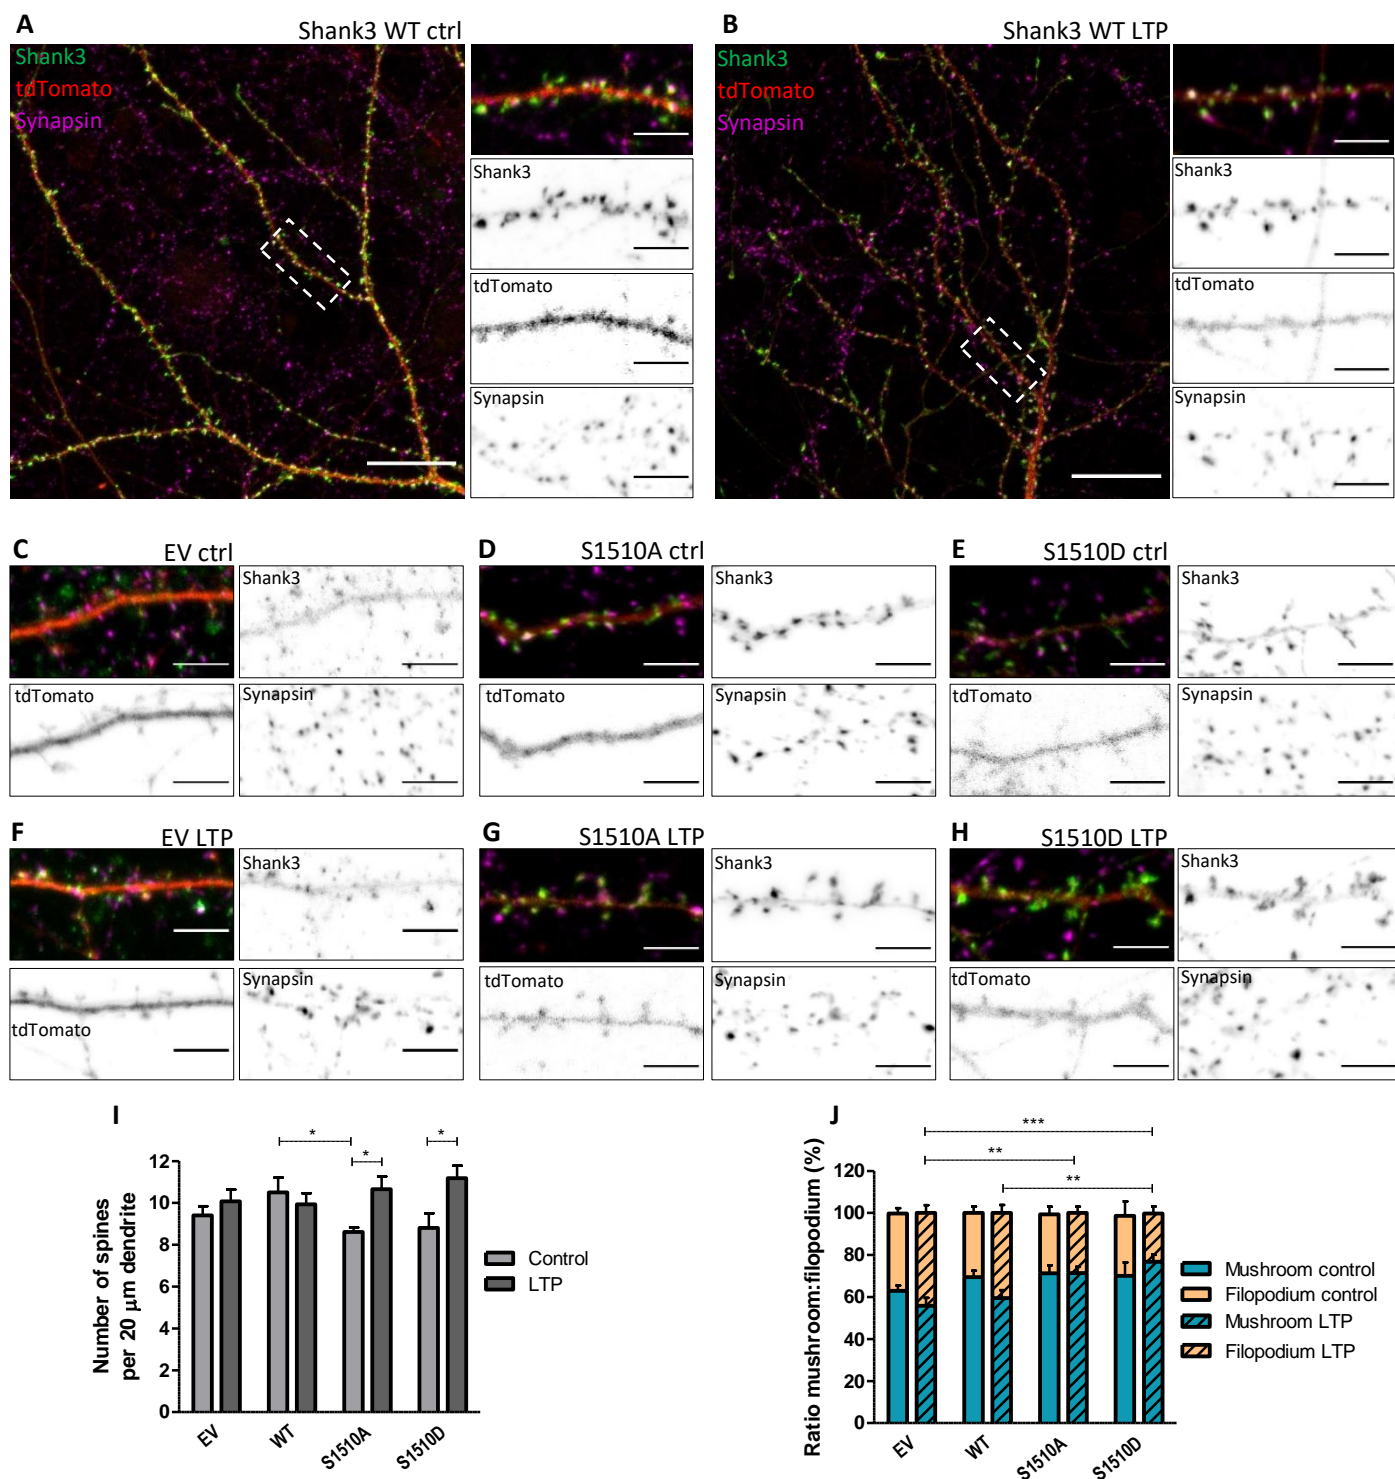 A
Shank3 WT ctrl
Shank3
tdTomato
Synapsin
Shank3
tdTomato
Synapsin
B
Shank3 WT LTP
Shank3
tdTomato
Synapsin
Shank3
tdTomato
Synapsin
C
EV ctrl
Shank3
tdTomato
Synapsin
D
S1510A ctrl
Shank3
tdTomato
Synapsin
E
S1510D ctrl
Shank3
tdTomato
Synapsin
F
EV LTP
Shank3
tdTomato
Synapsin
G
S1510A LTP
Shank3
tdTomato
Synapsin
H
S1510D LTP
Shank3
tdTomato
Synapsin
I
Number of spines
per 20 µm dendrite
12
10
8
6
4
2
0
*
*
*
EV
WT
S1510A
S1510D
Control
LTP
J
Ratio mushroom:filopodium (%)
120
100
80
60
40
20
0
***
**
**
EV
WT
S1510A
S1510D
Mushroom control
Filopodium control
Mushroom LTP
Filopodium LTP